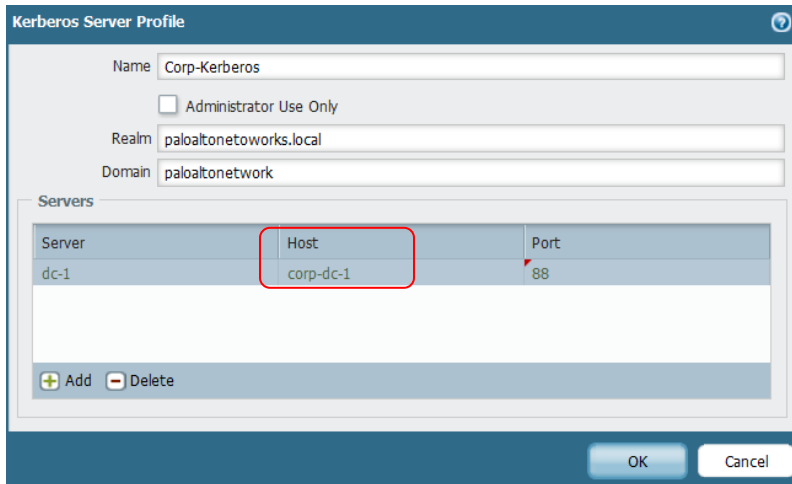 Kerberos Server Profile
Name Corp-Kerberos
Administrator Use Only
Realm paloaltonetoworks.local
Domain paloaltonetwork
Servers
Server Host Port
dc-1 corp-dc-1 88
Add Delete
OK Cancel